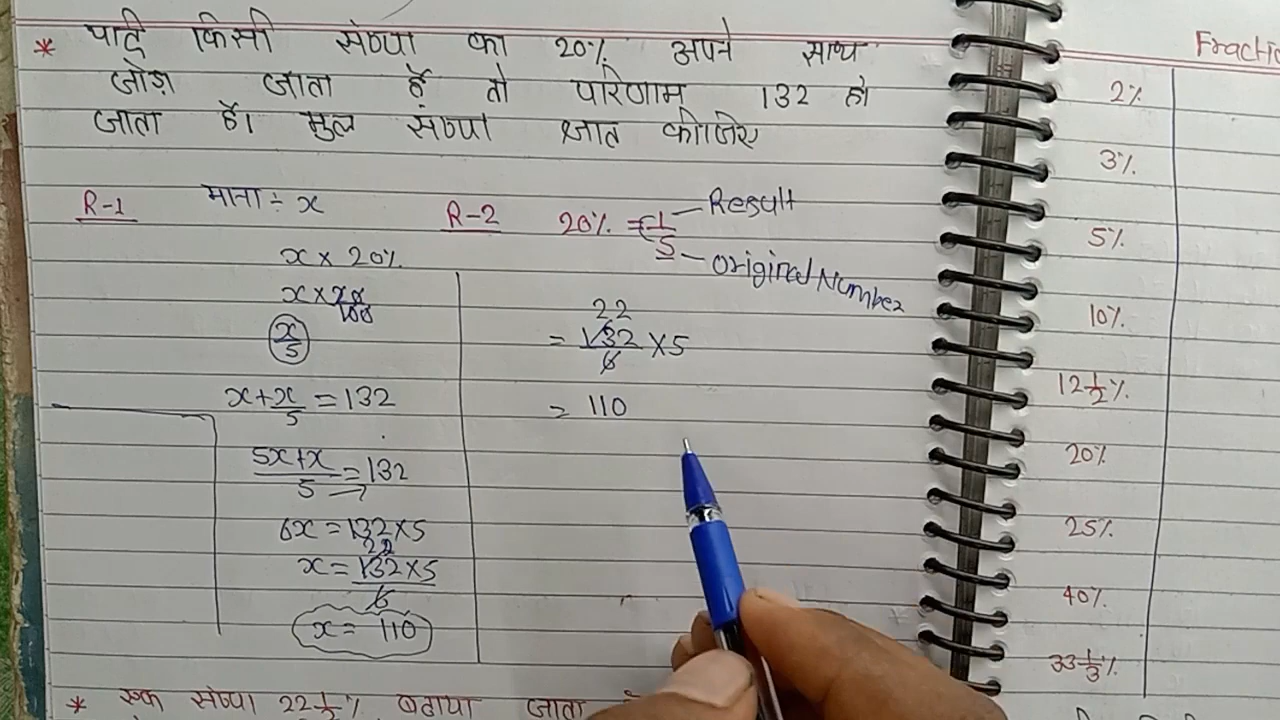 * यदि किसी संख्या का 20% अपने साथ
जोड़ा जाता हैं तो परिणाम 132 हो
जाता हैं। मुल संख्या ज्ञात कीजिए
R-1 माना ÷ x
x × 20%
x × 20/100
x/5
x + x/5 = 132
5x+x/5 = 132
6x = 132×5
22
x = 132×5/6
x = 110
R-2 20% = 1/5 — Result
— Original Number
22
= 132/6 ×5
= 110
* एक संख्या 22 1/2% बढाया जाता
2%
3%
5%
10%
12 1/2%
20%
25%
40%
33 1/3%